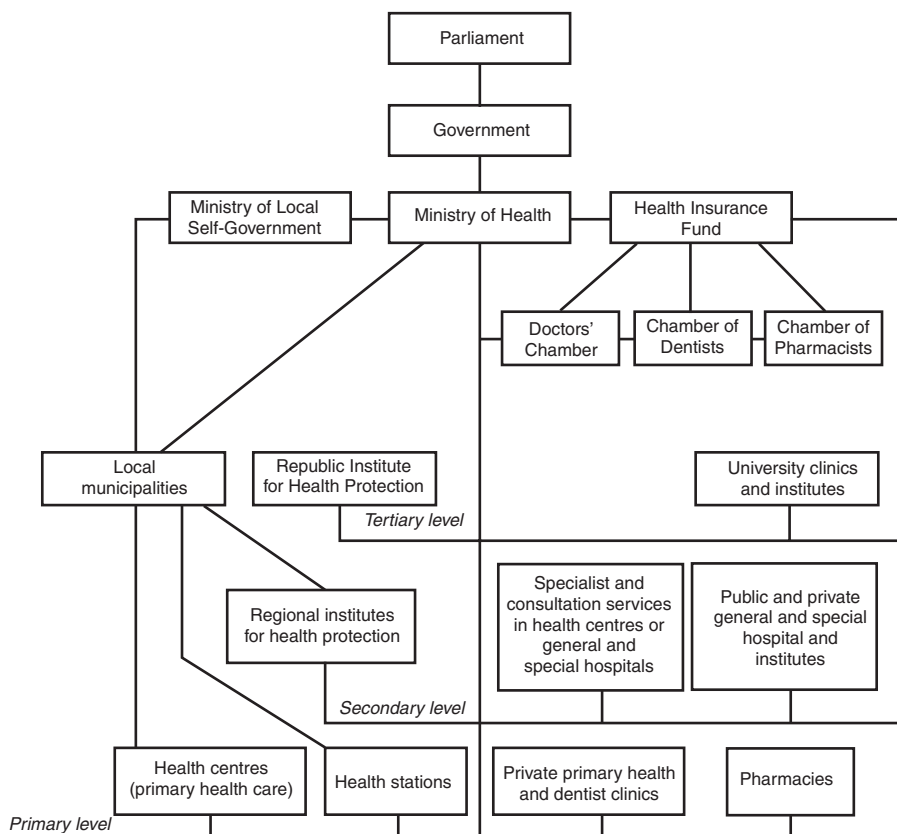 Parliament
Government
Ministry of Local
Self-Government
Ministry of Health
Health Insurance
Fund
Doctors'
Chamber
Chamber of
Dentists
Chamber of
Pharmacists
Local
municipalities
Republic Institute
for Health Protection
University clinics
and institutes
Tertiary level
Regional institutes
for health protection
Specialist and
consultation services
in health centres or
general and
special hospitals
Public and private
general and special
hospital and
institutes
Secondary level
Health centres
(primary health care)
Health stations
Private primary health
and dentist clinics
Pharmacies
Primary level